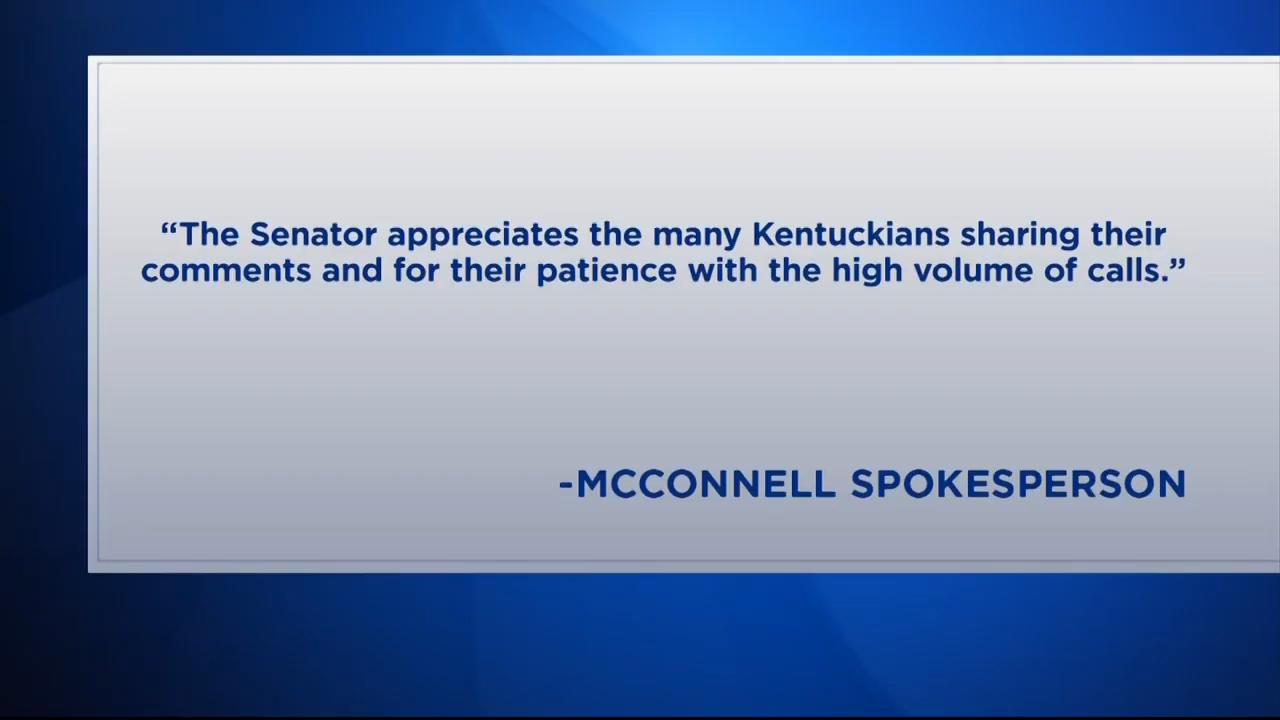 “The Senator appreciates the many Kentuckians sharing their
comments and for their patience with the high volume of calls.”
-MCCONNELL SPOKESPERSON